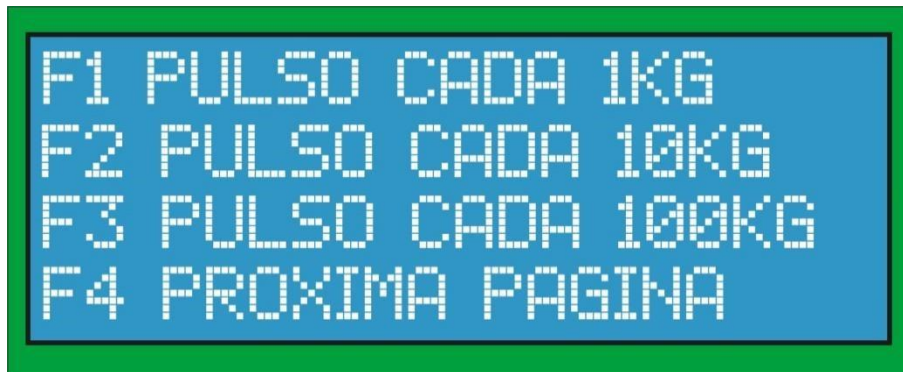 F1 PULSO CADA 1KG
F2 PULSO CADA 10KG
F3 PULSO CADA 100KG
F4 PROXIMA PAGINA